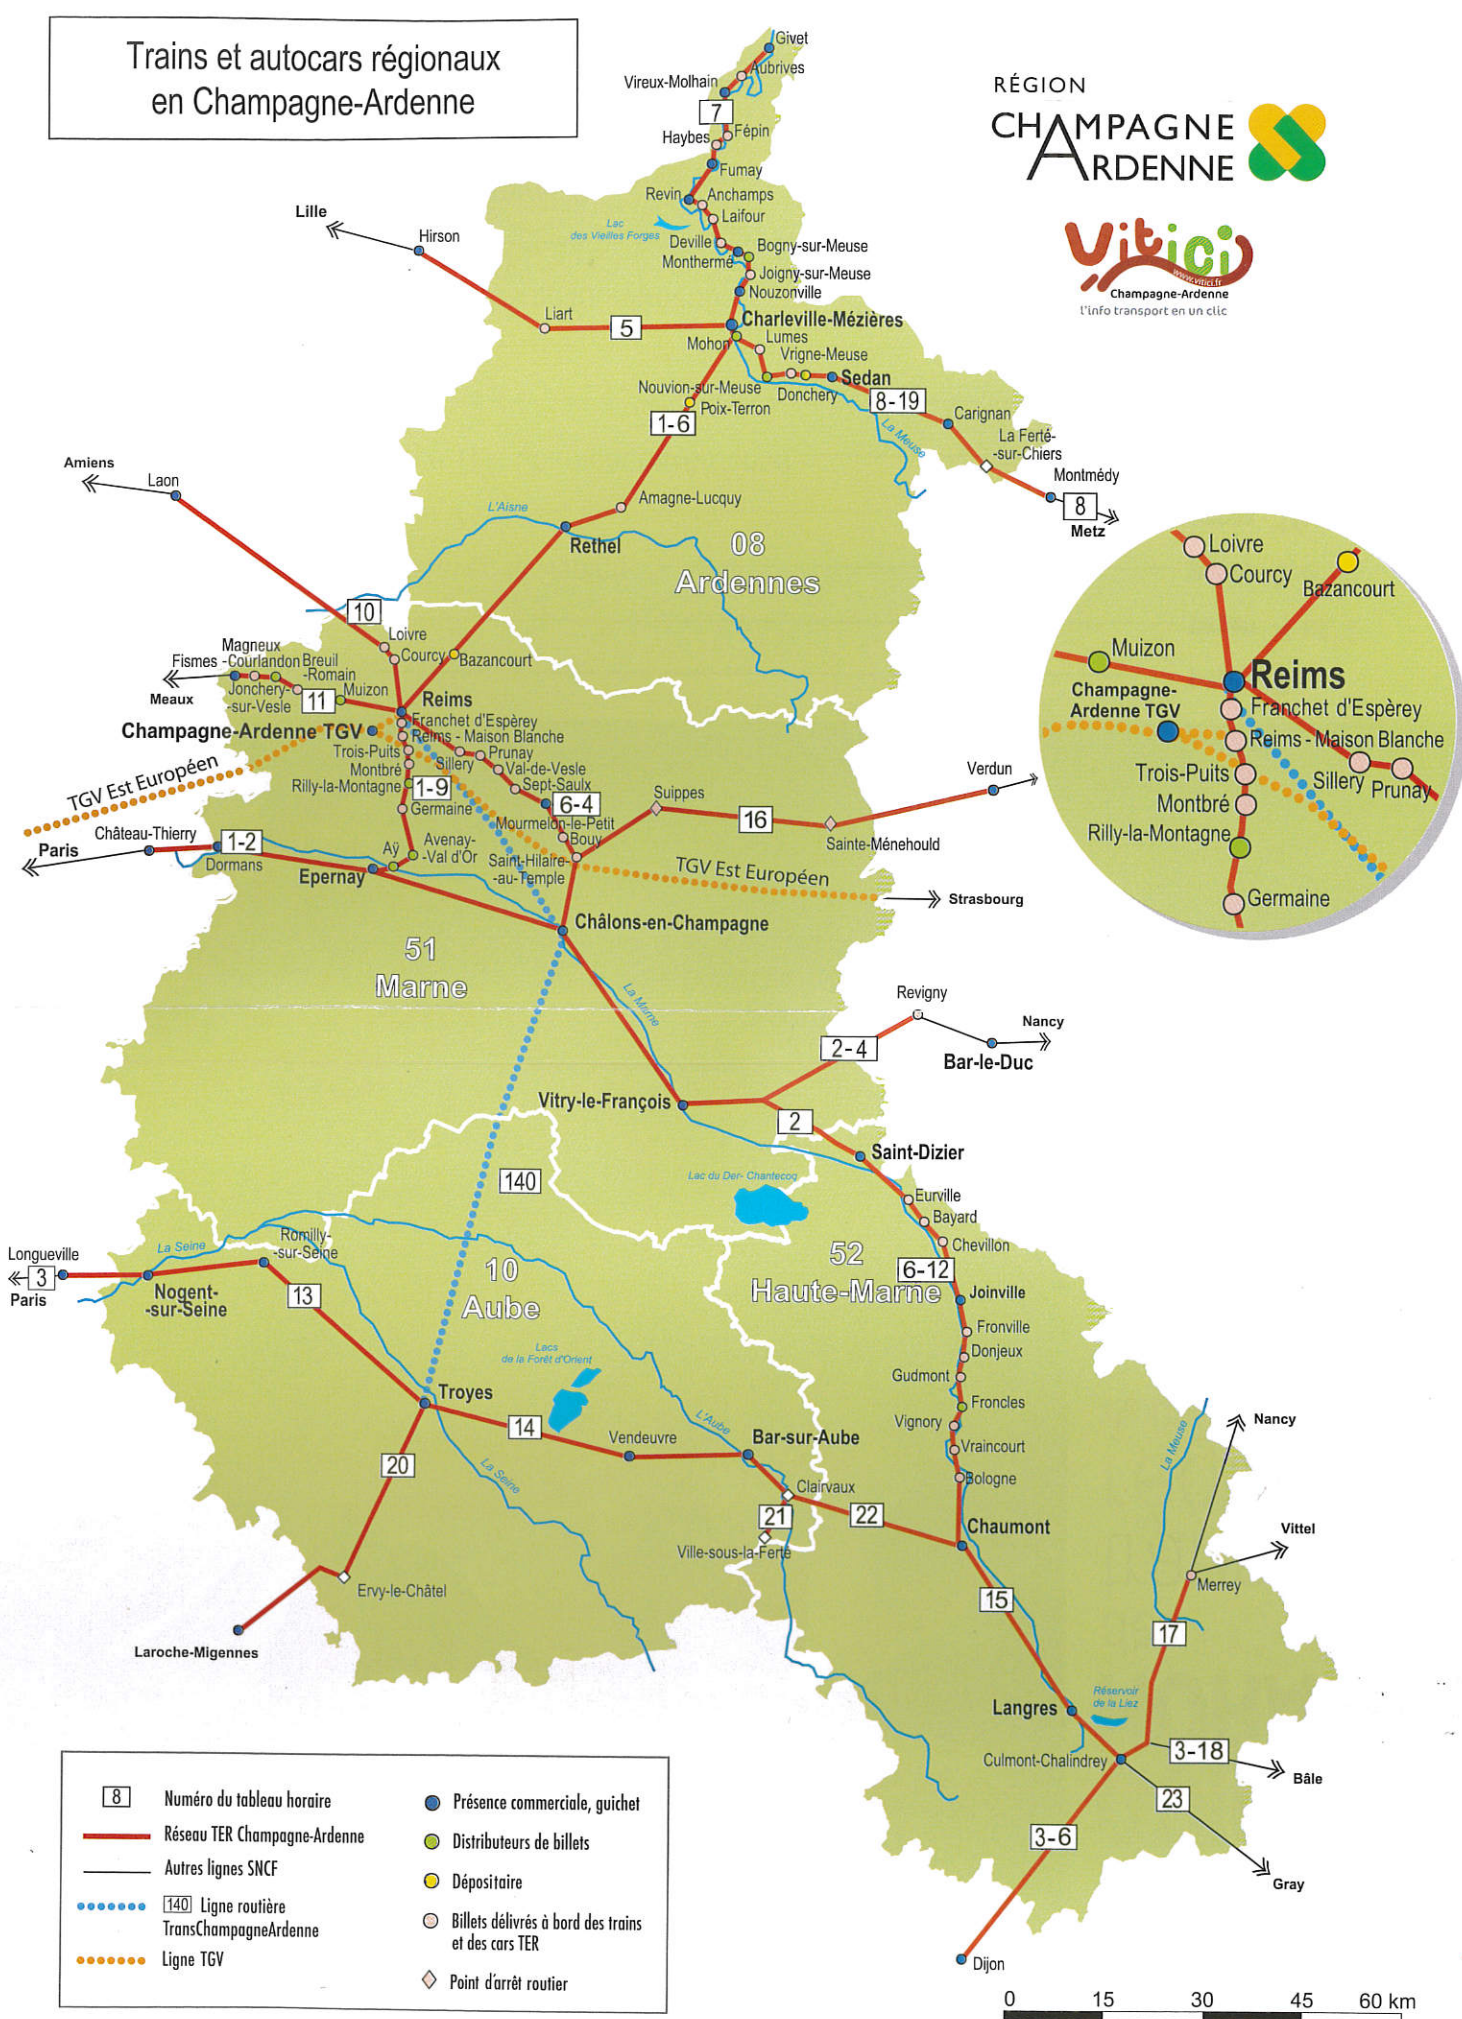 Trains et autocars régionaux
en Champagne-Ardenne
RÉGION
CHAMPAGNE
ARDENNE
Vitici
www.vitici.fr
Champagne-Ardenne
l'info transport en un clic
Givet
Aubrives
Vireux-Molhain
7
Fépin
Haybes
Fumay
Revin
Anchamps
Laifour
Lac
des Vieilles Forges
Deville
Monthermé
Bogny-sur-Meuse
Joigny-sur-Meuse
Nouzonville
Lille
Hirson
Liart
5
Charleville-Mézières
Mohon
Lumes
Vrigne-Meuse
Nouvion-sur-Meuse
Donchery
Sedan
8-19
Poix-Terron
1-6
Carignan
La Meuse
La Ferté-
-sur-Chiers
Montmédy
8
Metz
Amiens
Laon
L'Aisne
Amagne-Lucquy
Rethel
08
Ardennes
10
Loivre
Courcy
Bazancourt
Magneux
Fismes
-Courlandon
Breuil
-Romain
Meaux
Jonchery-
-sur-Vesle
11
Muizon
Reims
Champagne-Ardenne TGV
Franchet d'Espèrey
Reims - Maison Blanche
Trois-Puits
Montbré
Rilly-la-Montagne
1-9
Germaine
Sillery
Prunay
Val-de-Vesle
Sept-Saulx
6-4
Mourmelon-le-Petit
Bouy
Saint-Hilaire-
-au-Temple
TGV Est Européen
Château-Thierry
Paris
1-2
Dormans
Epernay
Aÿ
Avenay-
-Val d'Or
Suippes
16
Verdun
Sainte-Ménehould
TGV Est Européen
Strasbourg
Châlons-en-Champagne
51
Marne
La Marne
Revigny
Nancy
2-4
Bar-le-Duc
Vitry-le-François
2
Saint-Dizier
140
Lac du Der- Chantecoq
Eurville
Bayard
Chevillon
52
Haute-Marne
6-12
Joinville
Fronville
Donjeux
Gudmont
Froncles
Vignory
Vraincourt
Bologne
Chaumont
Longueville
3
Paris
La Seine
Romilly-
-sur-Seine
Nogent-
-sur-Seine
13
10
Aube
Lacs
de la Forêt d'Orient
Troyes
14
Vendeuvre
L'Aube
Bar-sur-Aube
20
La Seine
Clairvaux
21
22
Ville-sous-la-Ferté
Ervy-le-Châtel
Laroche-Migennes
15
La Meuse
Nancy
Vittel
Merrey
17
Langres
Réservoir
de la Liez
Culmont-Chalindrey
3-18
Bâle
23
3-6
Gray
Dijon
Loivre
Courcy
Bazancourt
Muizon
Reims
Champagne-
Ardenne TGV
Franchet d'Espèrey
Reims - Maison Blanche
Trois-Puits
Sillery
Prunay
Montbré
Rilly-la-Montagne
Germaine
8 Numéro du tableau horaire
Réseau TER Champagne-Ardenne
Autres lignes SNCF
140 Ligne routière
TransChampagneArdenne
Ligne TGV
Présence commerciale, guichet
Distributeurs de billets
Dépositaire
Billets délivrés à bord des trains
et des cars TER
Point d'arrêt routier
0 15 30 45 60 km